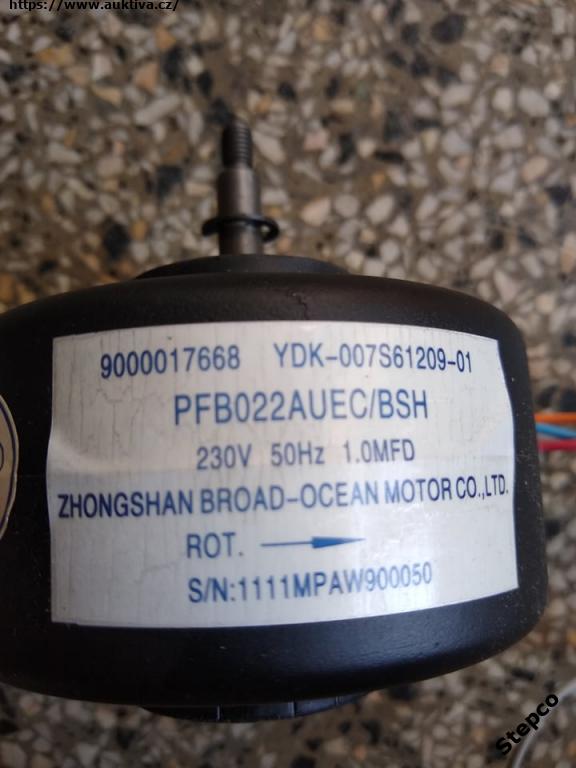 https://www.auktiva.cz/
9000017668 YDK-007S61209-01
PFB022AUEC/BSH
230V 50Hz 1.0MFD
ZHONGSHAN BROAD-OCEAN MOTOR CO.,LTD.
ROT.
S/N:1111MPAW900050
Stepco